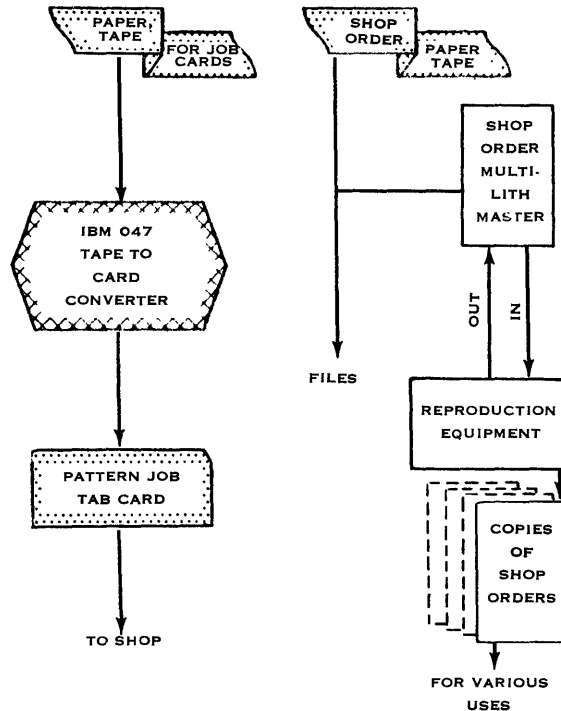 PAPER
TAPE
FOR JOB
CARDS
IBM 047
TAPE TO
CARD
CONVERTER
PATTERN JOB
TAB CARD
TO SHOP
SHOP
ORDER
PAPER
TAPE
SHOP
ORDER
MULTI-
LITH
MASTER
OUT
IN
FILES
REPRODUCTION
EQUIPMENT
COPIES
OF
SHOP
ORDERS
FOR VARIOUS
USES